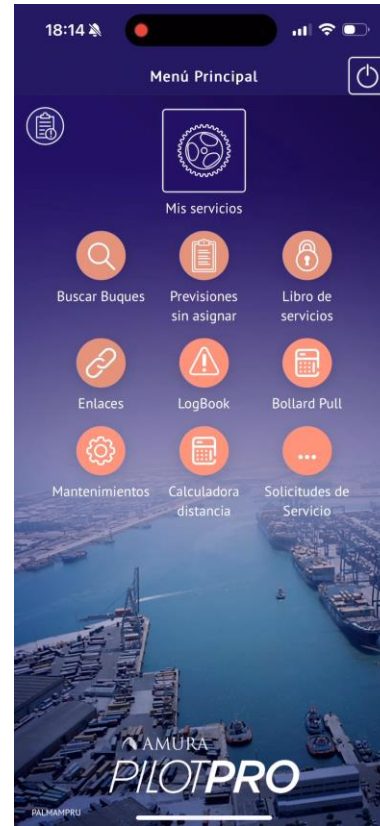 18:14
Menú Principal
Mis servicios
Buscar Buques
Previsiones
sin asignar
Libro de
servicios
Enlaces
LogBook
Bollard Pull
Mantenimientos
Calculadora
distancia
Solicitudes de
Servicio
AMURA
PILOTPRO
PALMAMPRU